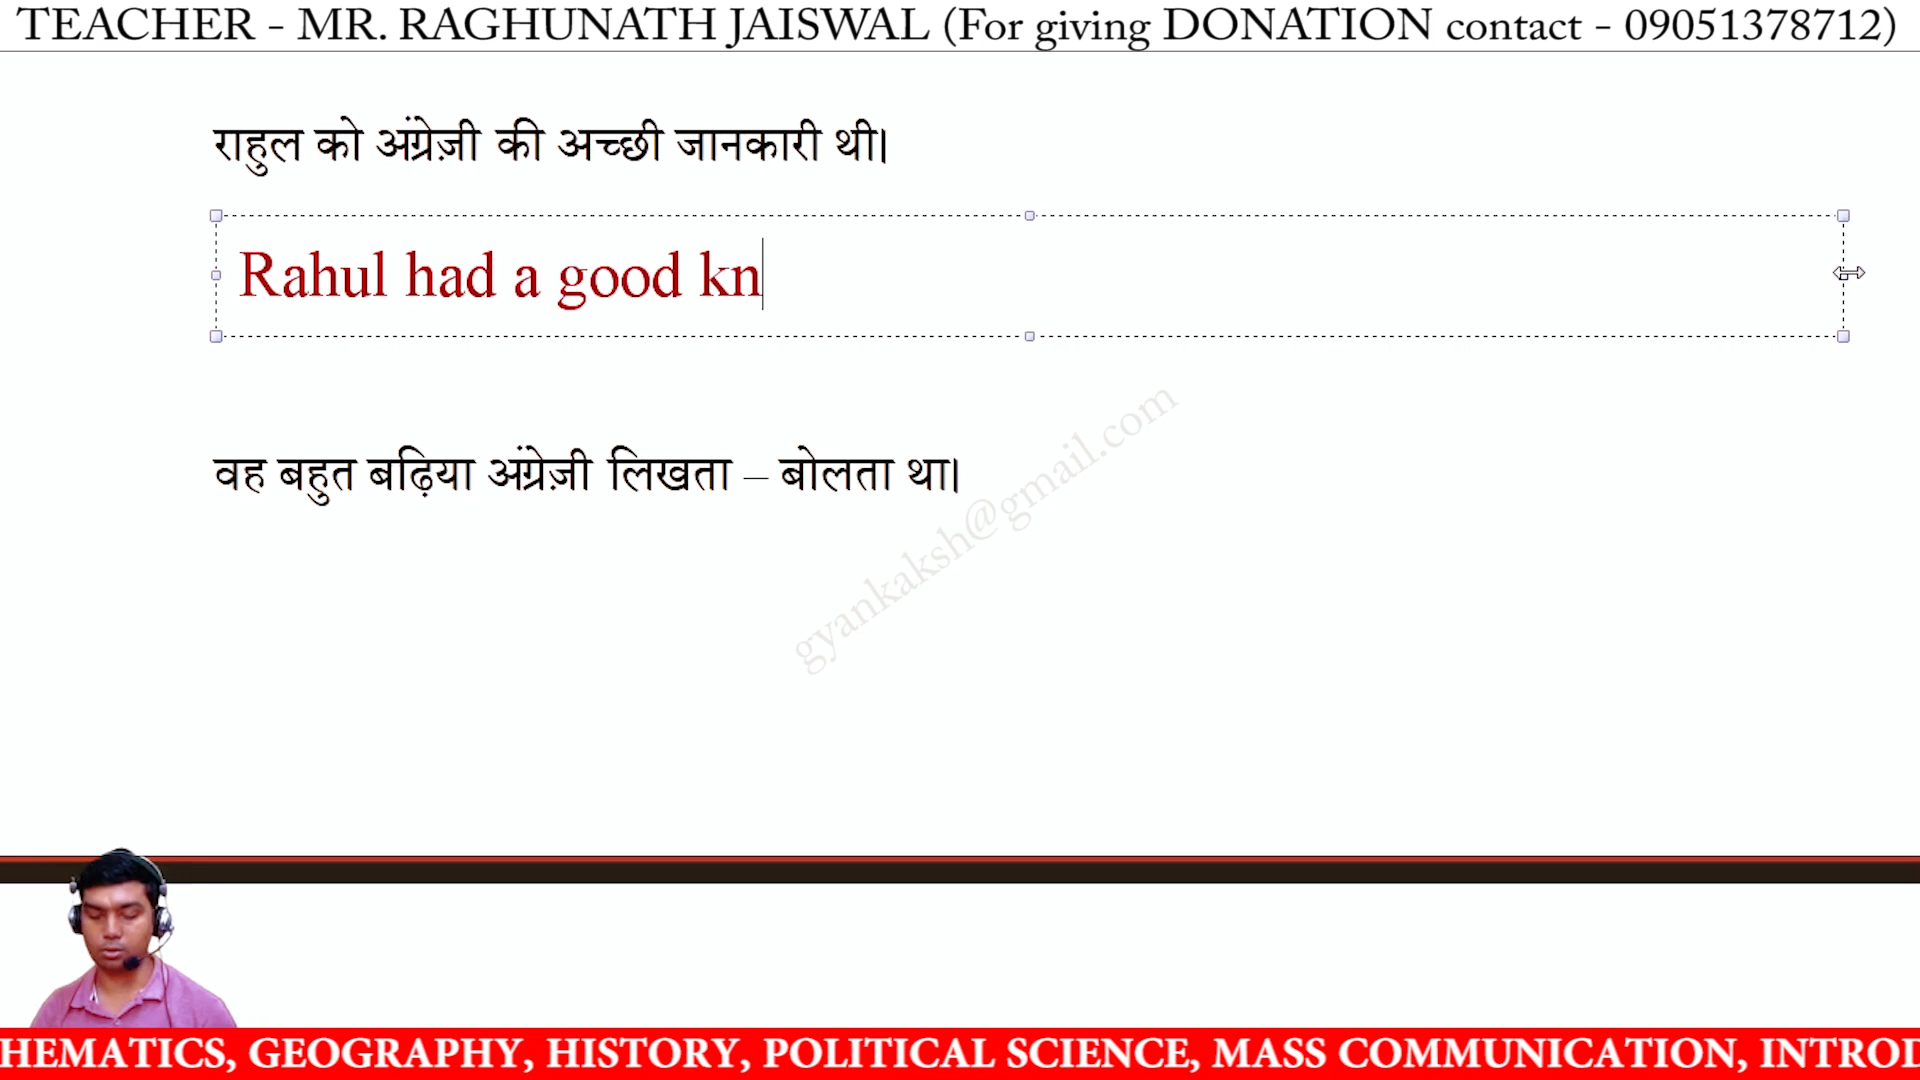 TEACHER - MR. RAGHUNATH JAISWAL (For giving DONATION contact - 09051378712)
राहुल को अंग्रेज़ी की अच्छी जानकारी थी।
Rahul had a good kn
वह बहुत बढ़िया अंग्रेज़ी लिखता – बोलता था।
gyankaksh@gmail.com
HEMATICS, GEOGRAPHY, HISTORY, POLITICAL SCIENCE, MASS COMMUNICATION, INTROD